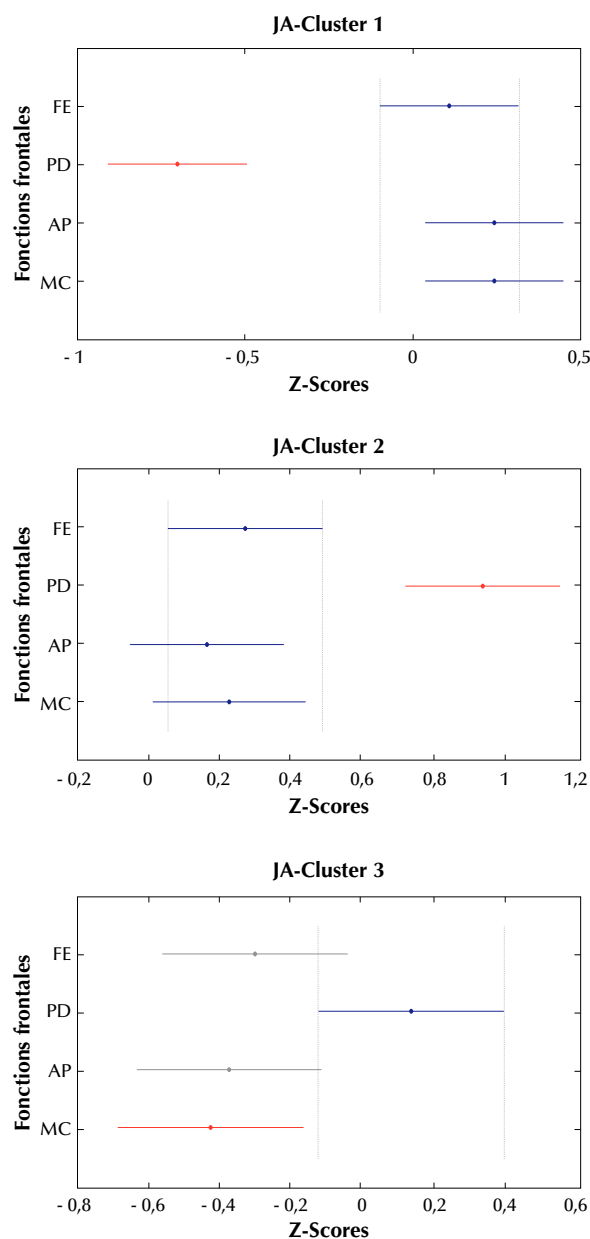 JA-Cluster 1
Fonctions frontales
FE
PD
AP
MC
- 1 - 0,5 0 0,5
Z-Scores
JA-Cluster 2
Fonctions frontales
FE
PD
AP
MC
- 0,2 0 0,2 0,4 0,6 0,8 1 1,2
Z-Scores
JA-Cluster 3
Fonctions frontales
FE
PD
AP
MC
- 0,8 - 0,6 - 0,4 - 0,2 0 0,2 0,4 0,6
Z-Scores